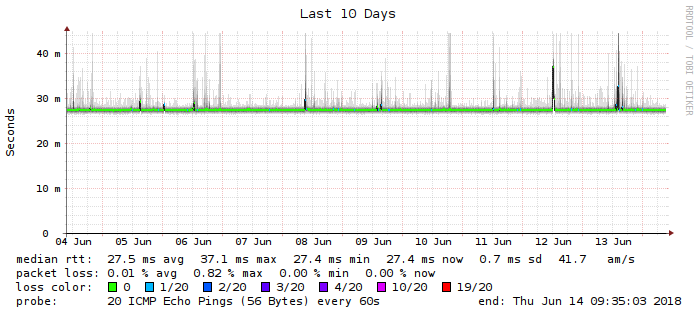 Last 10 Days
RRDTOOL / TOBI OETIKER
Seconds
40 m
30 m
20 m
10 m
0
04 Jun 05 Jun 06 Jun 07 Jun 08 Jun 09 Jun 10 Jun 11 Jun 12 Jun 13 Jun
median rtt: 27.5 ms avg 37.1 ms max 27.4 ms min 27.4 ms now 0.7 ms sd 41.7 am/s
packet loss: 0.01 % avg 0.82 % max 0.00 % min 0.00 % now
loss color: 0 1/20 2/20 3/20 4/20 10/20 19/20
probe: 20 ICMP Echo Pings (56 Bytes) every 60s end: Thu Jun 14 09:35:03 2018